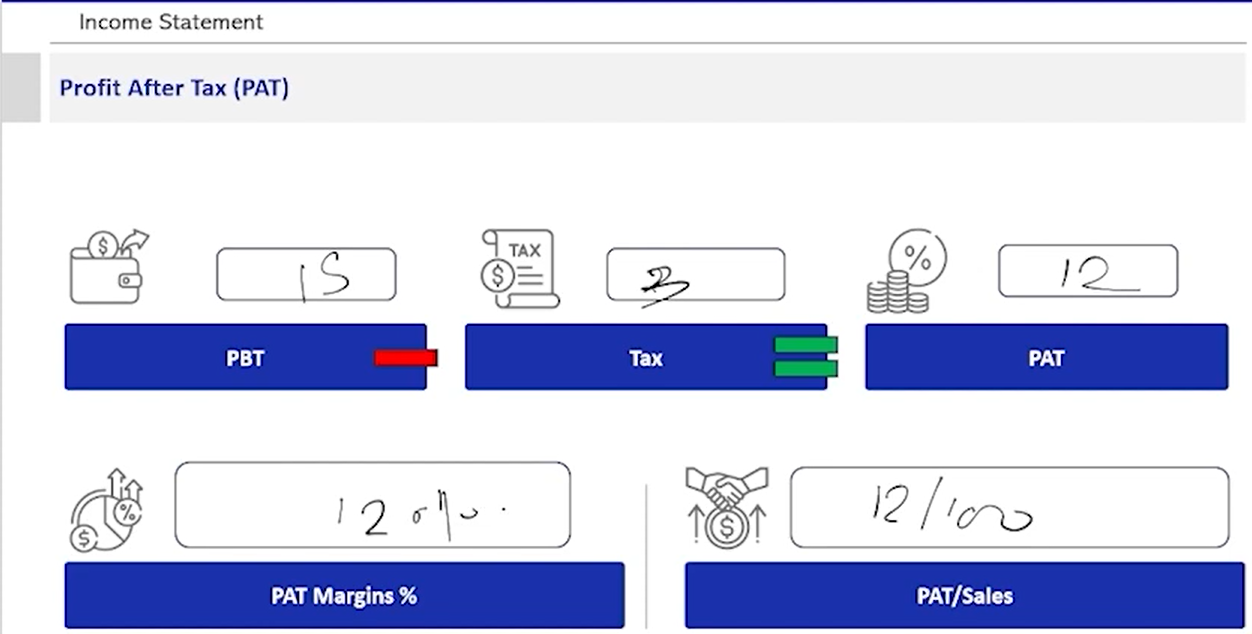 Income Statement
Profit After Tax (PAT)
$ 15 TAX $ 3 % 12
PBT Tax PAT
$ % 12 % $ 12/100
PAT Margins % PAT/Sales